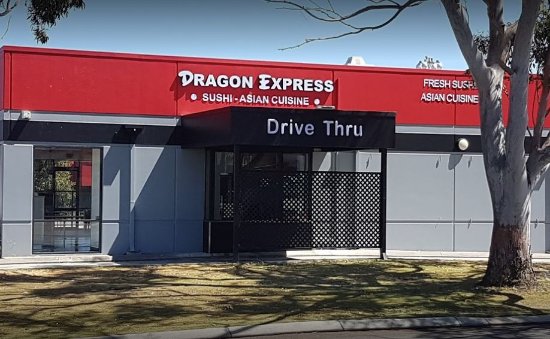 DRAGON EXPRESS
• SUSHI - ASIAN CUISINE •
FRESH SUSHI
ASIAN CUISINE
Drive Thru